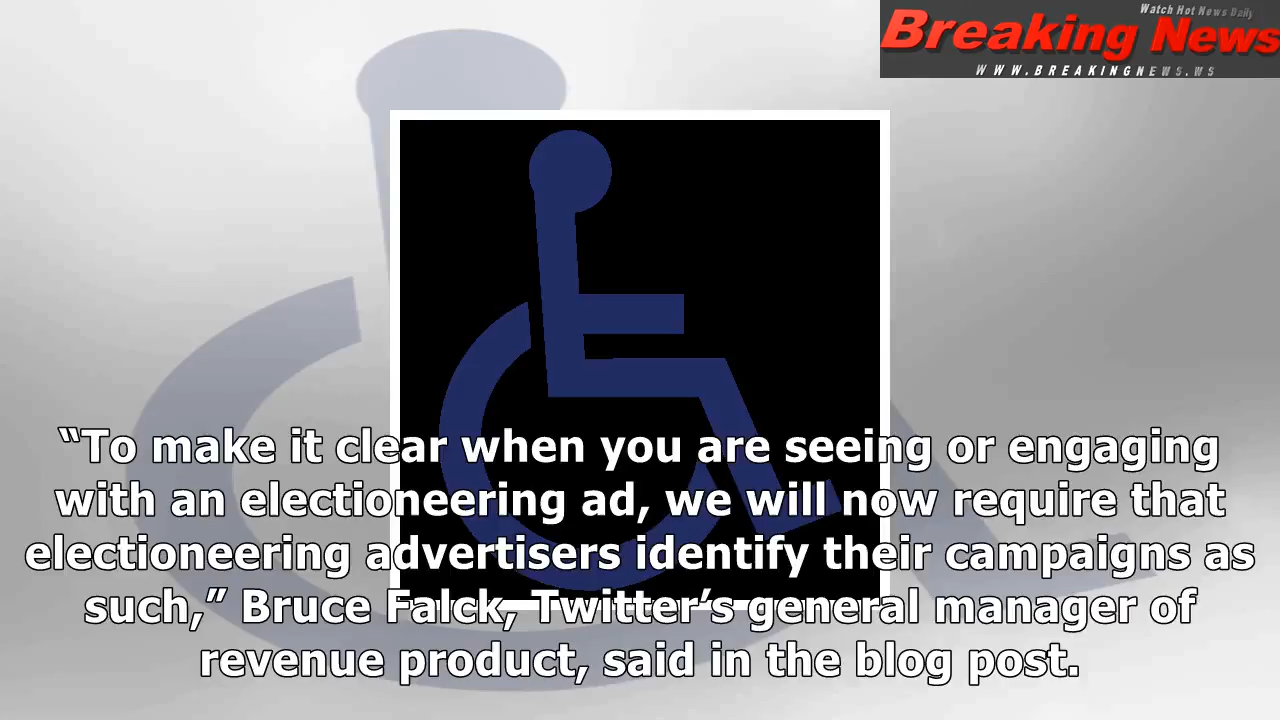 Watch Hot News Daily
Breaking News
WWW.BREAKINGNEWS.WS
“To make it clear when you are seeing or engaging
with an electioneering ad, we will now require that
electioneering advertisers identify their campaigns as
such,” Bruce Falck, Twitter’s general manager of
revenue product, said in the blog post.